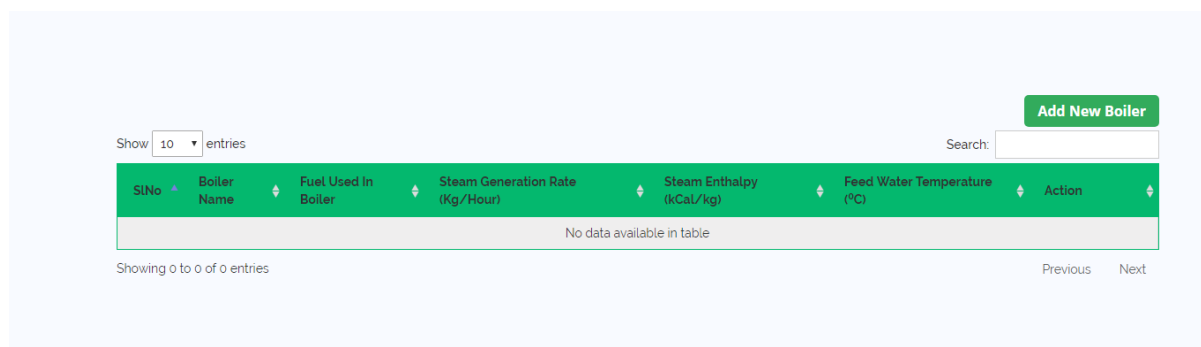 Add New Boiler
Show 10 entries
Search:
SlNo
Boiler Name
Fuel Used In Boiler
Steam Generation Rate (Kg/Hour)
Steam Enthalpy (kCal/kg)
Feed Water Temperature (⁰C)
Action
No data available in table
Showing 0 to 0 of 0 entries
Previous Next